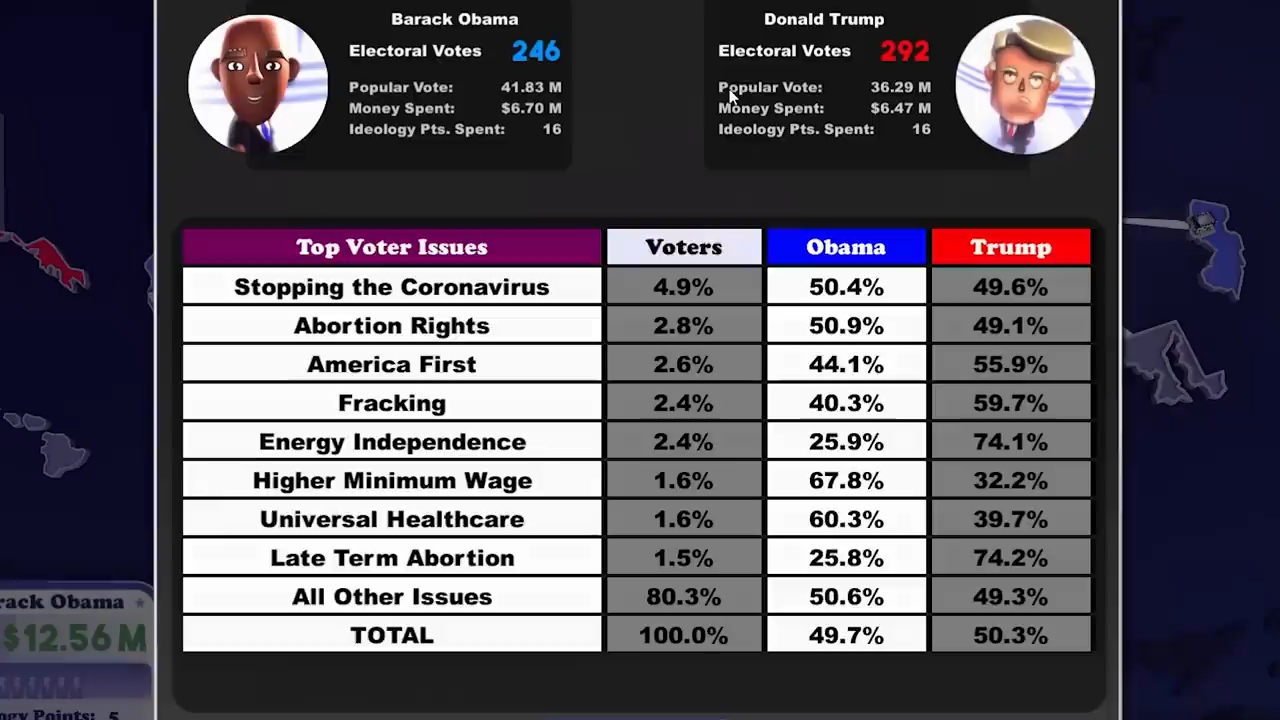 Barack Obama
Electoral Votes 246
Popular Vote: 41.83 M
Money Spent: $6.70 M
Ideology Pts. Spent: 16
Donald Trump
Electoral Votes 292
Popular Vote: 36.29 M
Money Spent: $6.47 M
Ideology Pts. Spent: 16
Top Voter Issues Voters Obama Trump
Stopping the Coronavirus 4.9% 50.4% 49.6%
Abortion Rights 2.8% 50.9% 49.1%
America First 2.6% 44.1% 55.9%
Fracking 2.4% 40.3% 59.7%
Energy Independence 2.4% 25.9% 74.1%
Higher Minimum Wage 1.6% 67.8% 32.2%
Universal Healthcare 1.6% 60.3% 39.7%
Late Term Abortion 1.5% 25.8% 74.2%
All Other Issues 80.3% 50.6% 49.3%
TOTAL 100.0% 49.7% 50.3%
rack Obama
$12.56 M
ogy Points: 5